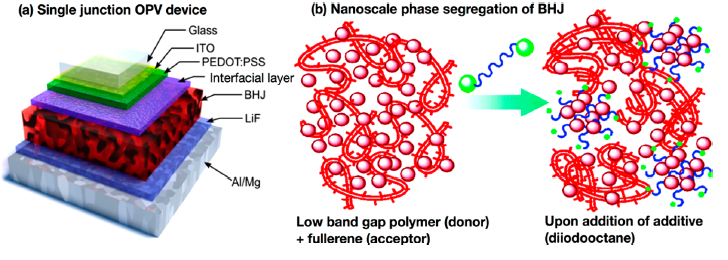 (a) Single junction OPV device
Glass
ITO
PEDOT:PSS
Interfacial layer
BHJ
LiF
Al/Mg
(b) Nanoscale phase segregation of BHJ
Low band gap polymer (donor)
+ fullerene (acceptor)
Upon addition of additive
(diiodooctane)